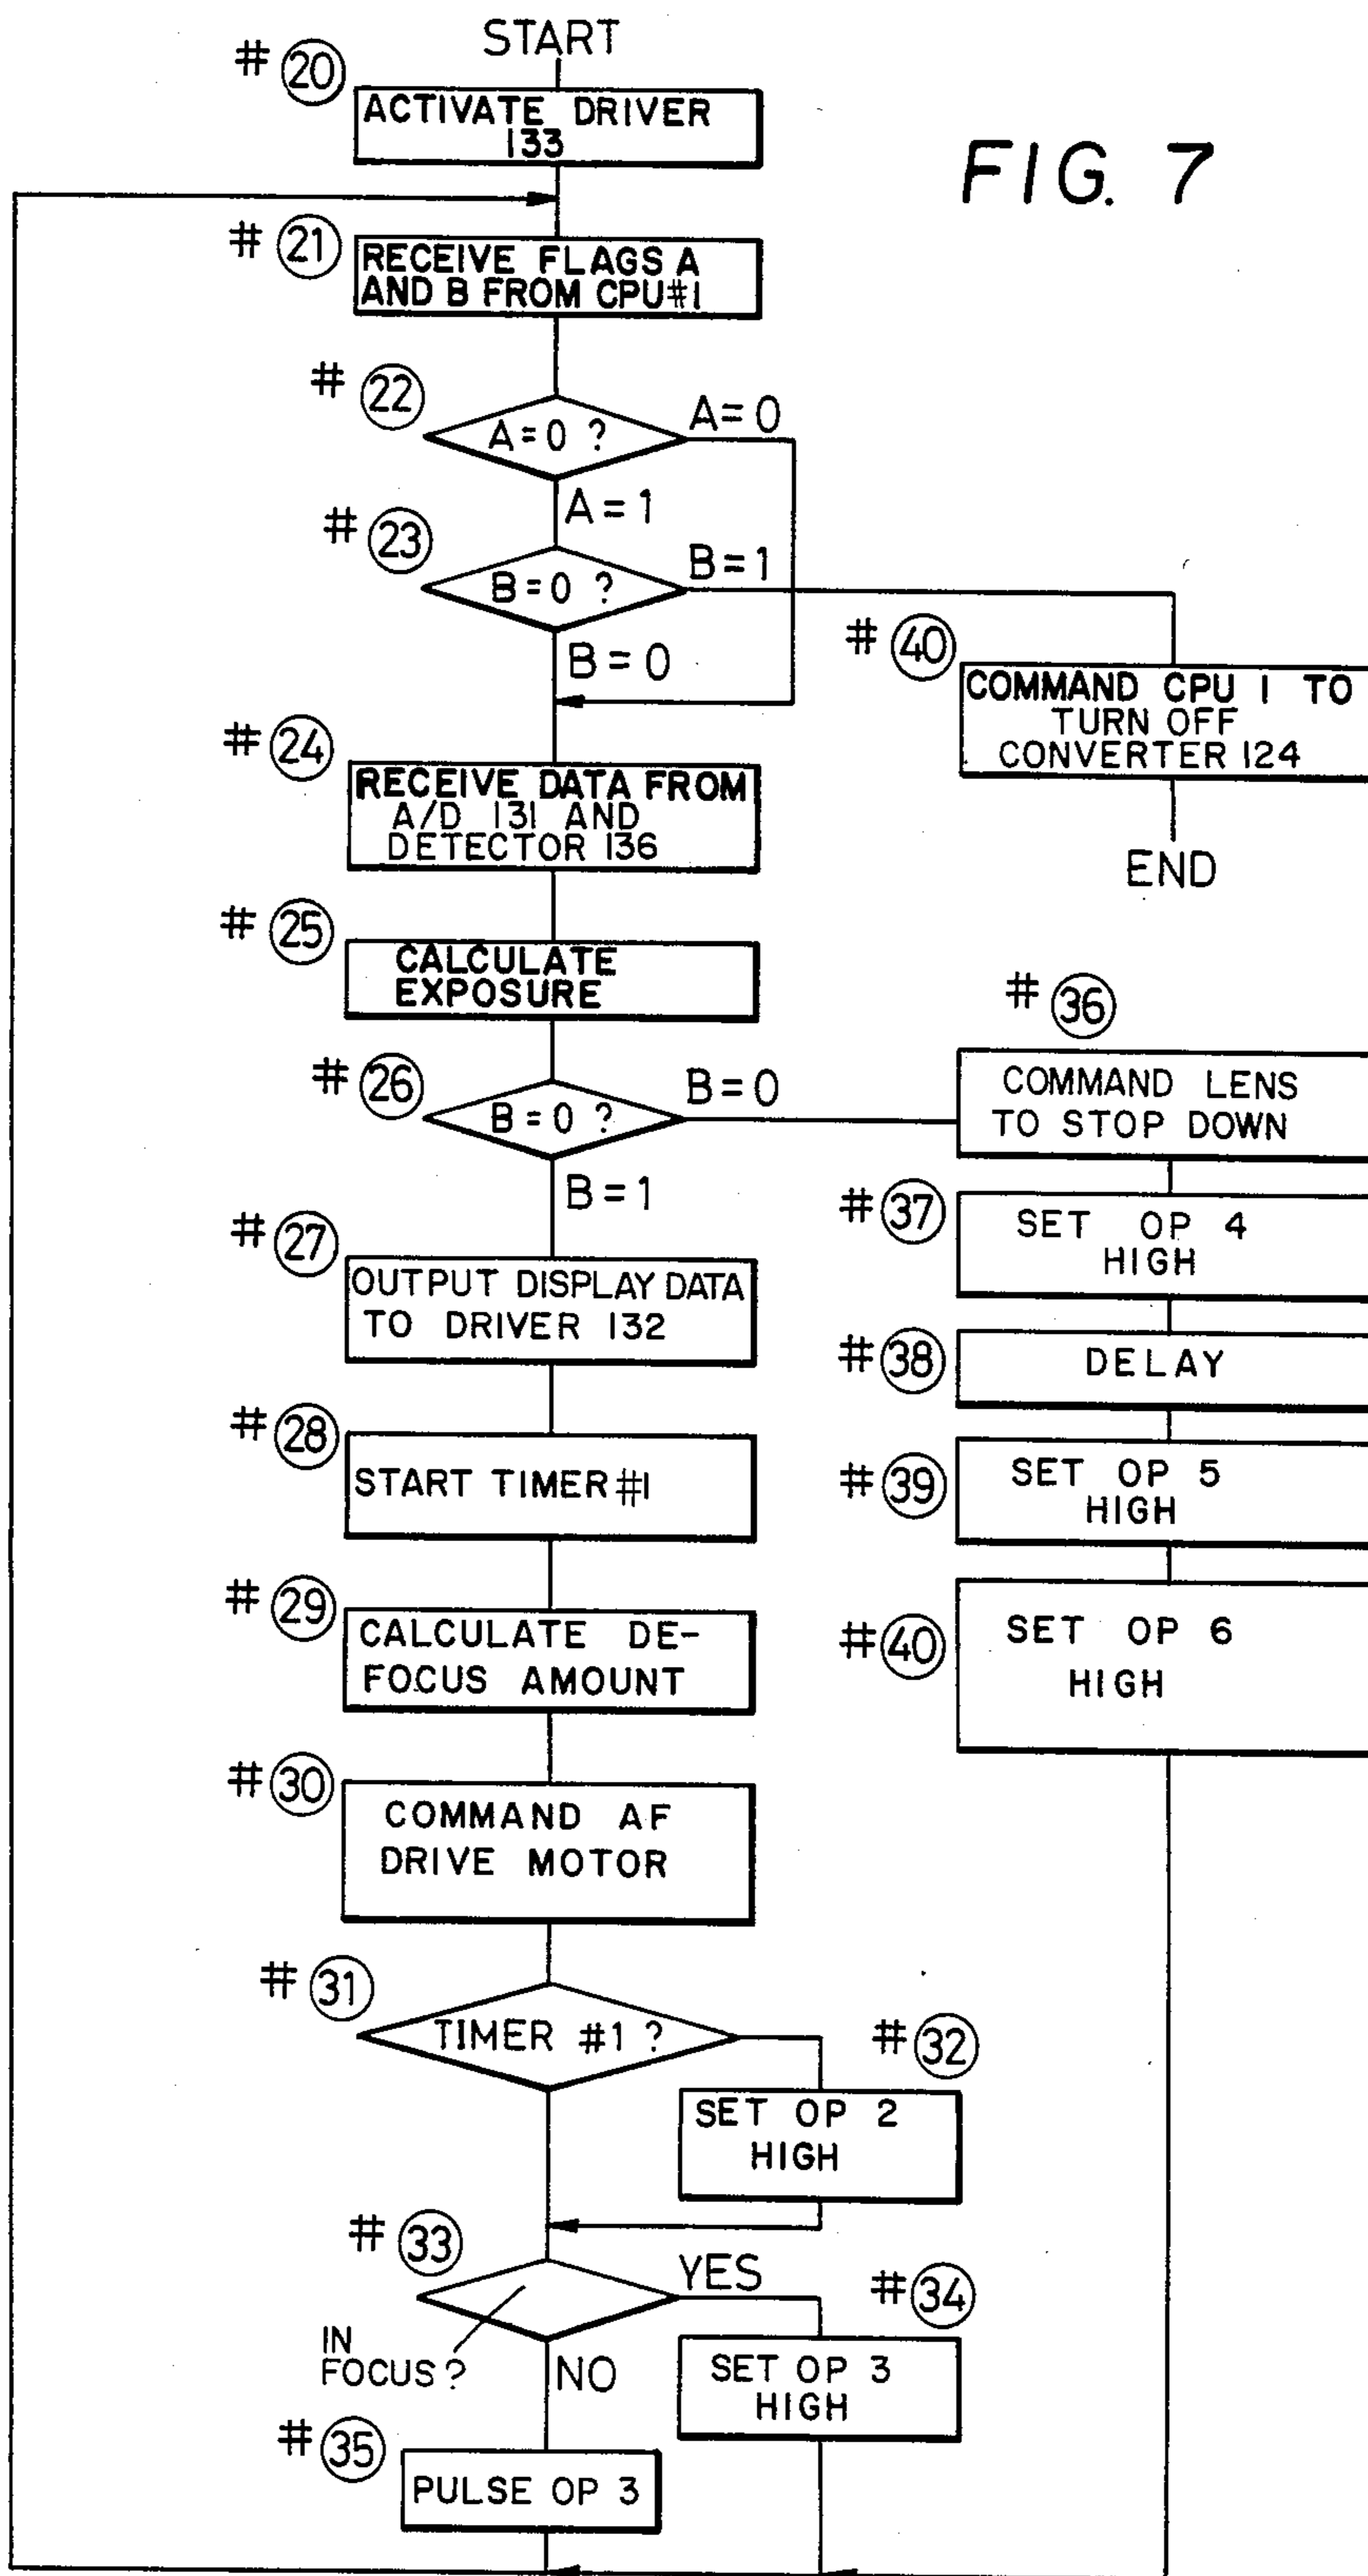 START
# 20
ACTIVATE DRIVER
133
FIG. 7
# 21
RECEIVE FLAGS A
AND B FROM CPU#1
# 22
A=0 ?
A=0
A=1
# 23
B=0 ?
B=1
B=0
# 40
COMMAND CPU 1 TO
TURN OFF
CONVERTER 124
END
# 24
RECEIVE DATA FROM
A/D 131 AND
DETECTOR 136
# 25
CALCULATE
EXPOSURE
# 26
B=0 ?
B=0
B=1
# 36
COMMAND LENS
TO STOP DOWN
# 37
SET OP 4
HIGH
# 38
DELAY
# 39
SET OP 5
HIGH
# 40
SET OP 6
HIGH
# 27
OUTPUT DISPLAY DATA
TO DRIVER 132
# 28
START TIMER #1
# 29
CALCULATE DE-
FOCUS AMOUNT
# 30
COMMAND AF
DRIVE MOTOR
# 31
TIMER #1 ?
# 32
SET OP 2
HIGH
# 33
IN
FOCUS?
YES
NO
# 34
SET OP 3
HIGH
# 35
PULSE OP 3